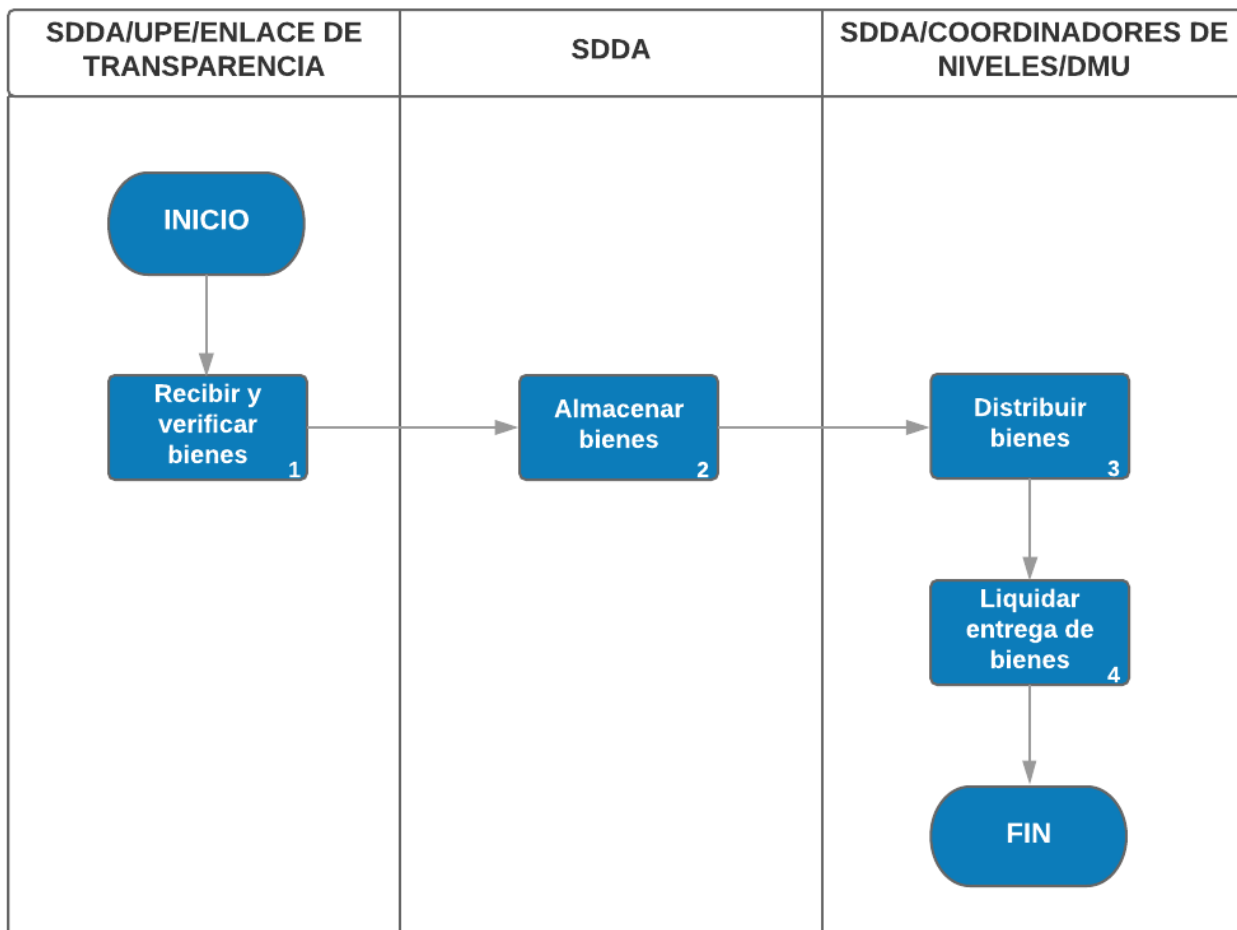 SDDA/UPE/ENLACE DE
TRANSPARENCIA
SDDA
SDDA/COORDINADORES DE
NIVELES/DMU
INICIO
Recibir y
verificar
bienes
1
Almacenar
bienes
2
Distribuir
bienes
3
Liquidar
entrega de
bienes
4
FIN